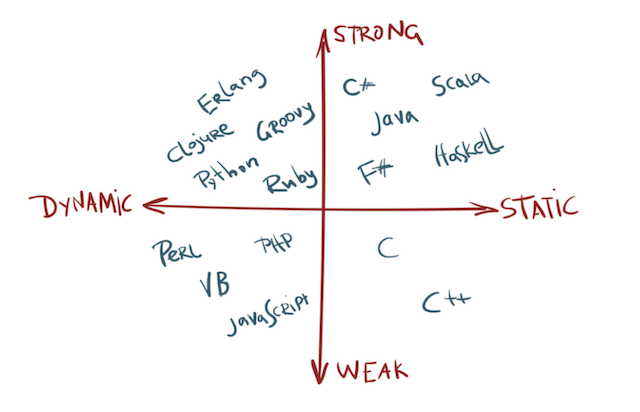 STRONG
Erlang
C#
Scala
Clojure
Groovy
Java
Python
Ruby
F#
Haskell
DYNAMIC
STATIC
PERL
PHP
C
VB
JavaScript
C++
WEAK